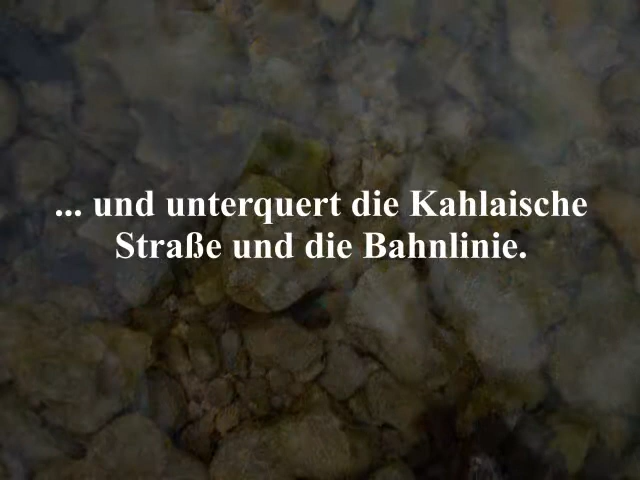 ... und unterquert die Kahlaische
Straße und die Bahnlinie.